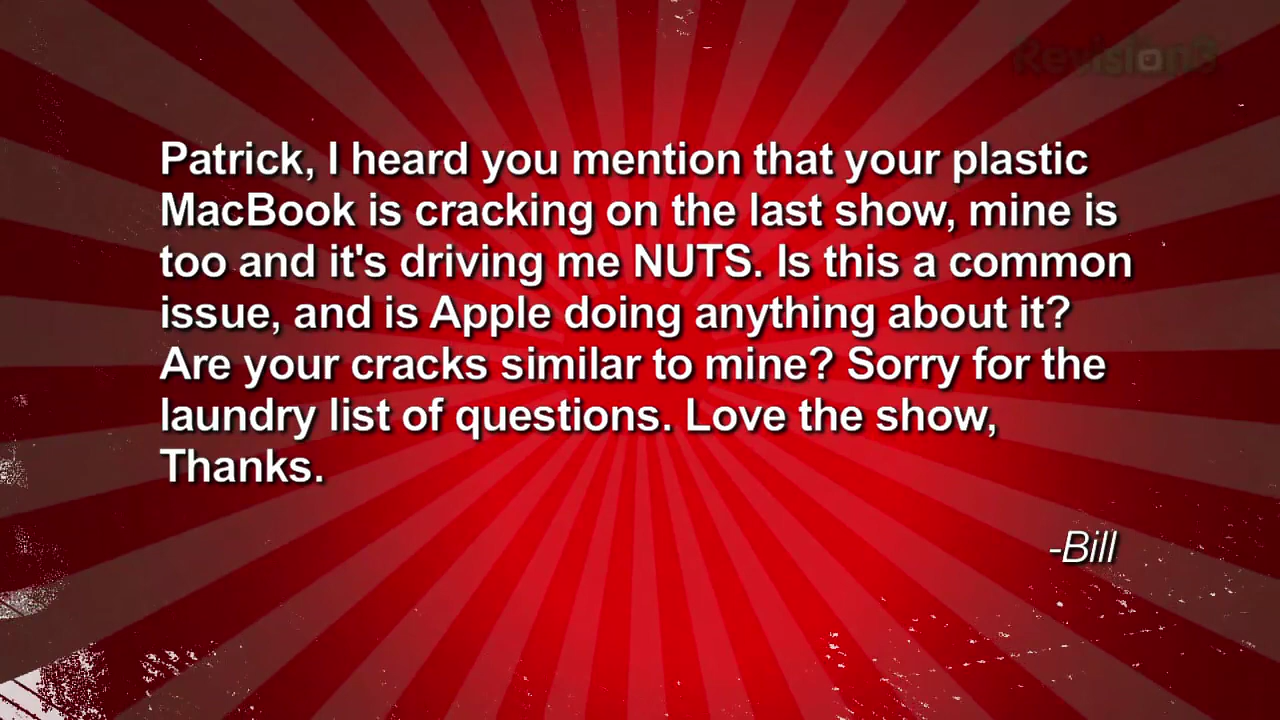 Revision3
Patrick, I heard you mention that your plastic
MacBook is cracking on the last show, mine is
too and it's driving me NUTS. Is this a common
issue, and is Apple doing anything about it?
Are your cracks similar to mine? Sorry for the
laundry list of questions. Love the show,
Thanks.
-Bill